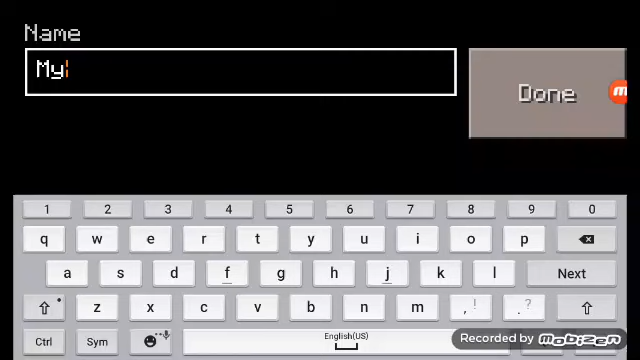 Name
My
Done
m
1 2 3 4 5 6 7 8 9 0
q w e r t y u i o p
a s d f g h j k l Next
z x c v b n m , ! . ?
Ctrl Sym English(US)
Recorded by mobizen